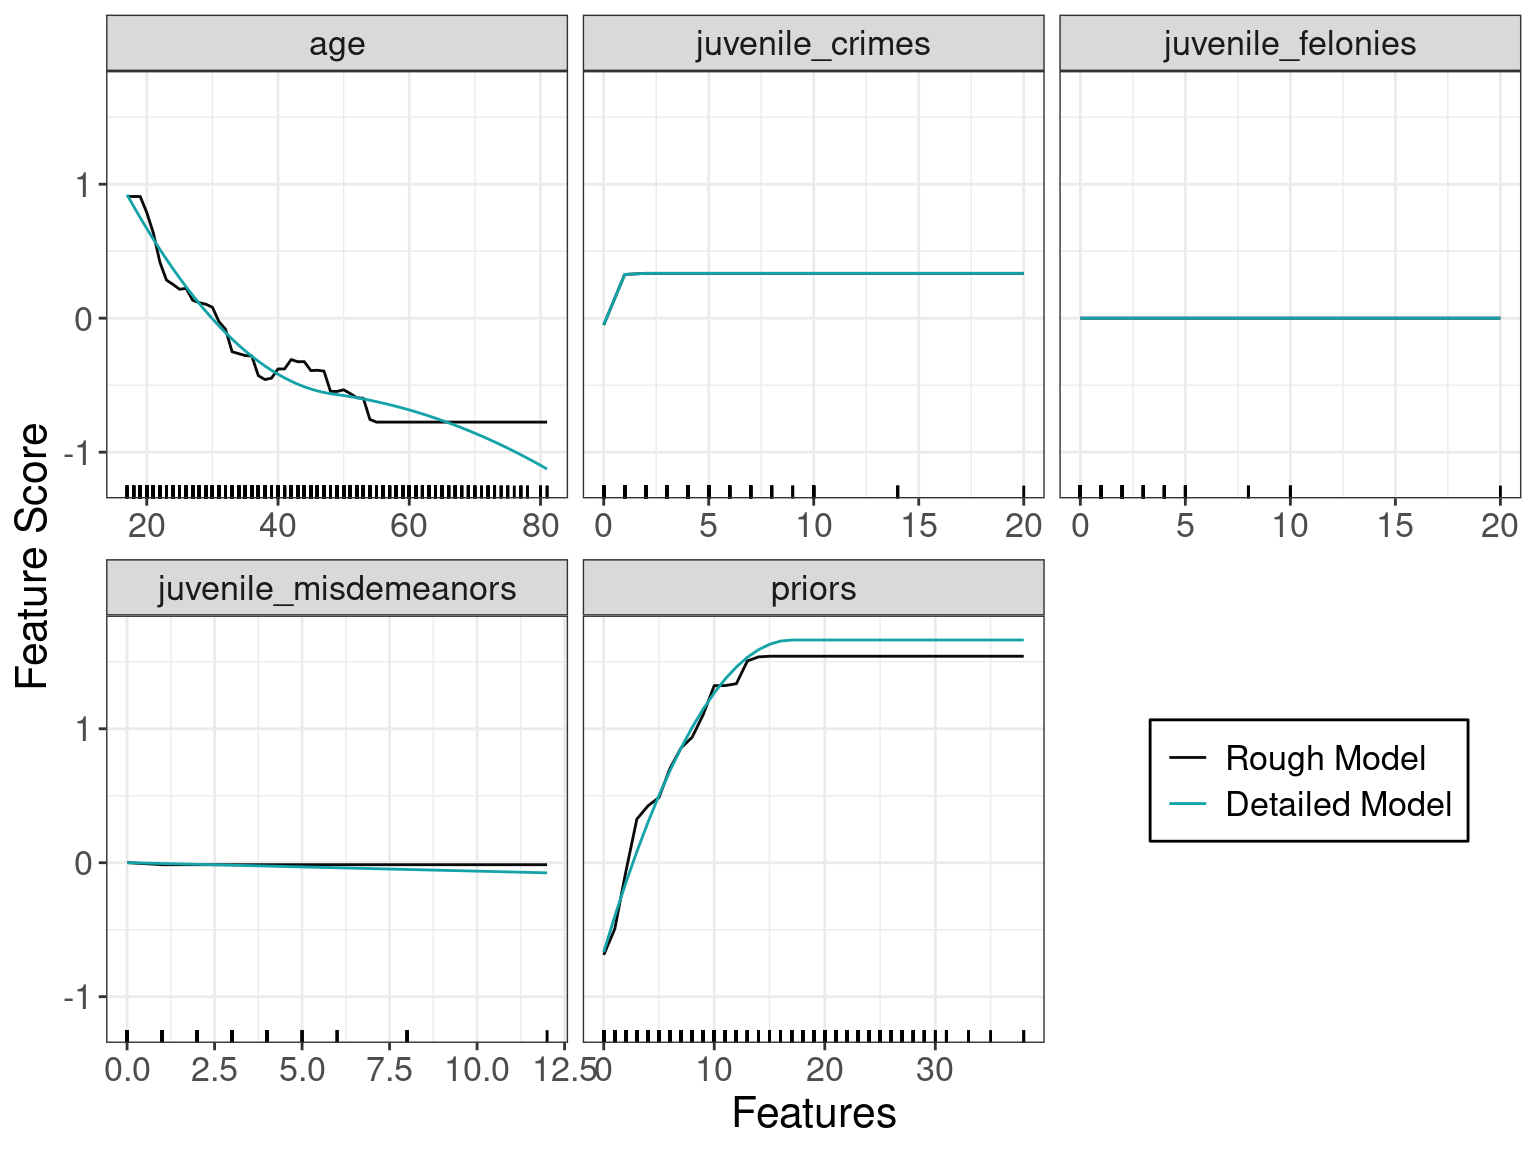 age
juvenile_crimes
juvenile_felonies
1
0
-1
20 40 60 80
0 5 10 15 20
0 5 10 15 20
Feature Score
juvenile_misdemeanors
priors
1
0
-1
0.0 2.5 5.0 7.5 10.0 12.5
0 10 20 30
Features
Rough Model
Detailed Model